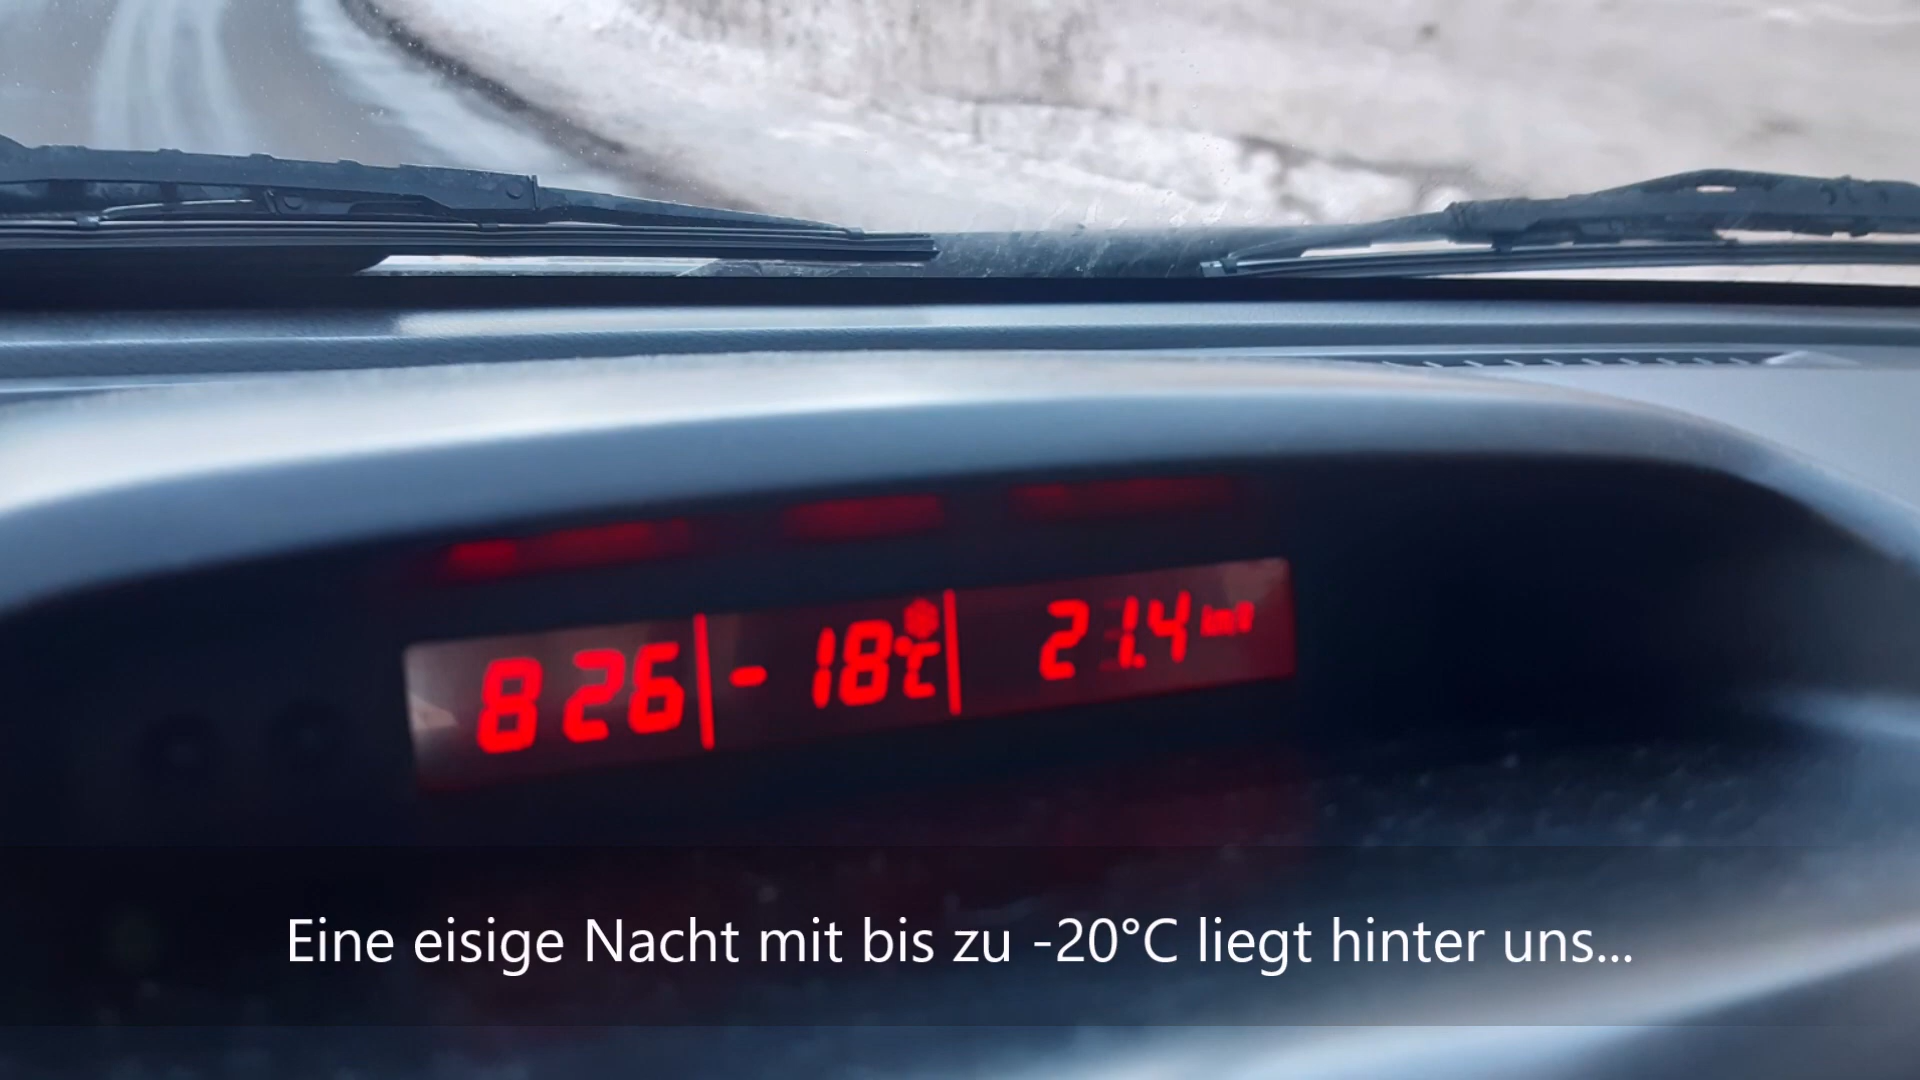 826 -18°C 21.4
Eine eisige Nacht mit bis zu -20°C liegt hinter uns...